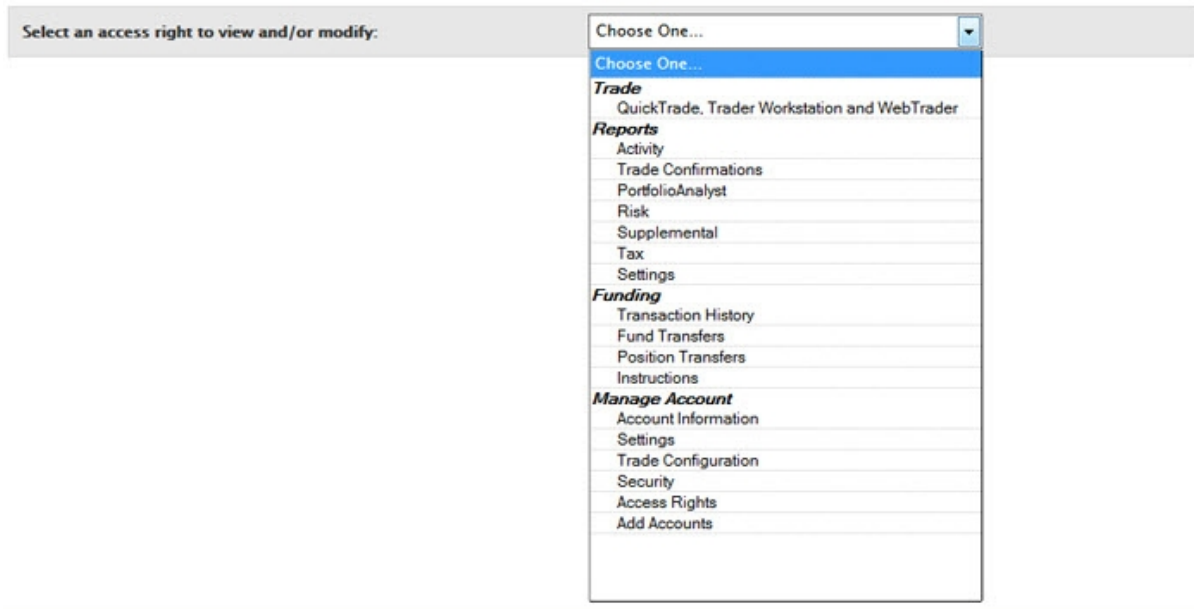 Select an access right to view and/or modify:
Choose One...
Choose One...
Trade
QuickTrade, Trader Workstation and WebTrader
Reports
Activity
Trade Confirmations
PortfolioAnalyst
Risk
Supplemental
Tax
Settings
Funding
Transaction History
Fund Transfers
Position Transfers
Instructions
Manage Account
Account Information
Settings
Trade Configuration
Security
Access Rights
Add Accounts